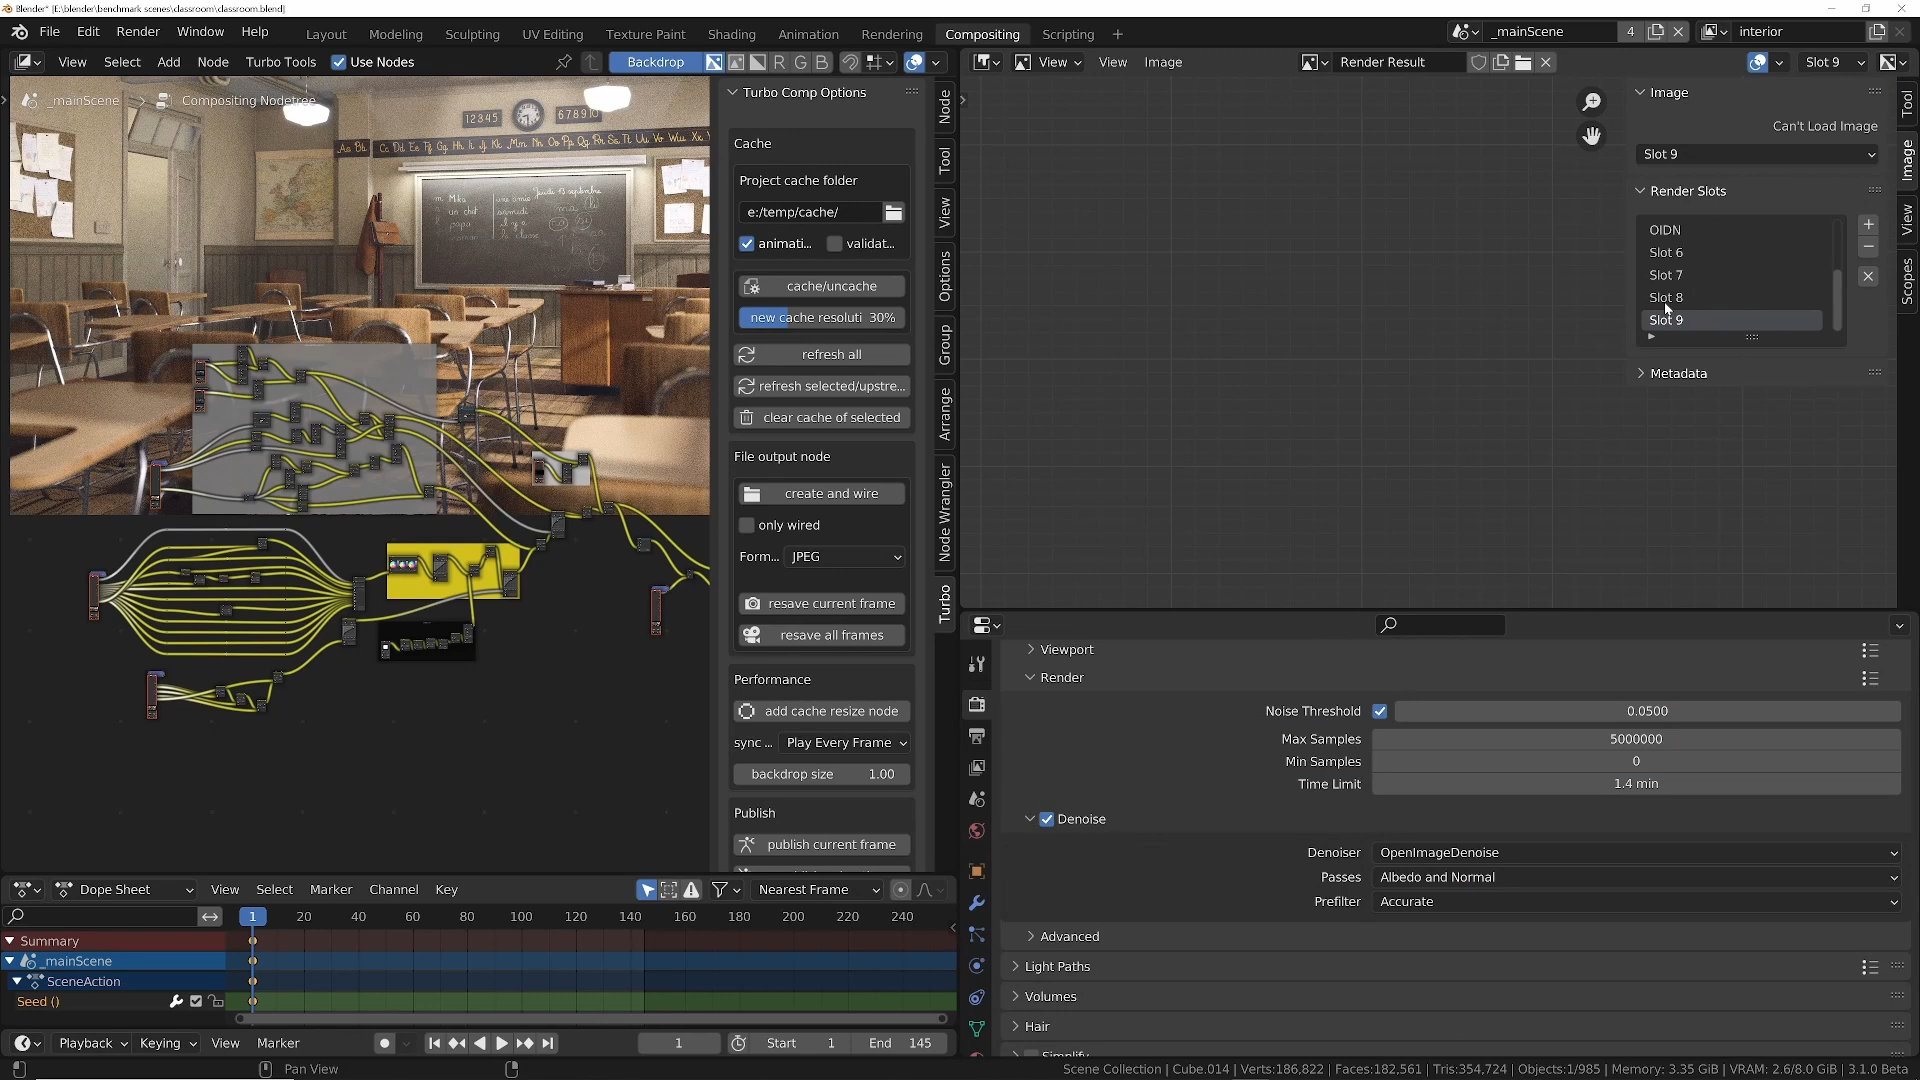 Blender* [E:\blender\benchmark scenes\classroom\classroom.blend]
File Edit Render Window Help
Layout Modeling Sculpting UV Editing Texture Paint Shading Animation Rendering Compositing Scripting +
_mainScene 4 interior
View Select Add Node Turbo Tools Use Nodes Backdrop R G B
View View Image Render Result Slot 9
_mainScene > Compositing Nodetree
Turbo Comp Options
Cache
Project cache folder
e:/temp/cache/
animati... validat...
cache/uncache
new cache resoluti 30%
refresh all
refresh selected/upstre...
clear cache of selected
File output node
create and wire
only wired
Form... JPEG
resave current frame
resave all frames
Performance
add cache resize node
sync ... Play Every Frame
backdrop size 1.00
Publish
publish current frame
Node
Tool
View
Options
Group
Arrange
Node Wrangler
Turbo
Image
Can't Load Image
Slot 9
Render Slots
OIDN
Slot 6
Slot 7
Slot 8
Slot 9
Metadata
Tool
Image
View
Scopes
Viewport
Render
Noise Threshold 0.0500
Max Samples 5000000
Min Samples 0
Time Limit 1.4 min
Denoise
Denoiser OpenImageDenoise
Passes Albedo and Normal
Prefilter Accurate
Advanced
Light Paths
Volumes
Hair
Simplify
Dope Sheet View Select Marker Channel Key Nearest Frame
1 20 40 60 80 100 120 140 160 180 200 220 240
Summary
_mainScene
SceneAction
Seed ()
Playback Keying View Marker 1 Start 1 End 145
Pan View
Scene Collection | Cube.014 | Verts:186,822 | Faces:182,561 | Tris:354,724 | Objects:1/985 | Memory: 3.35 GiB | VRAM: 2.6/8.0 GiB | 3.1.0 Beta